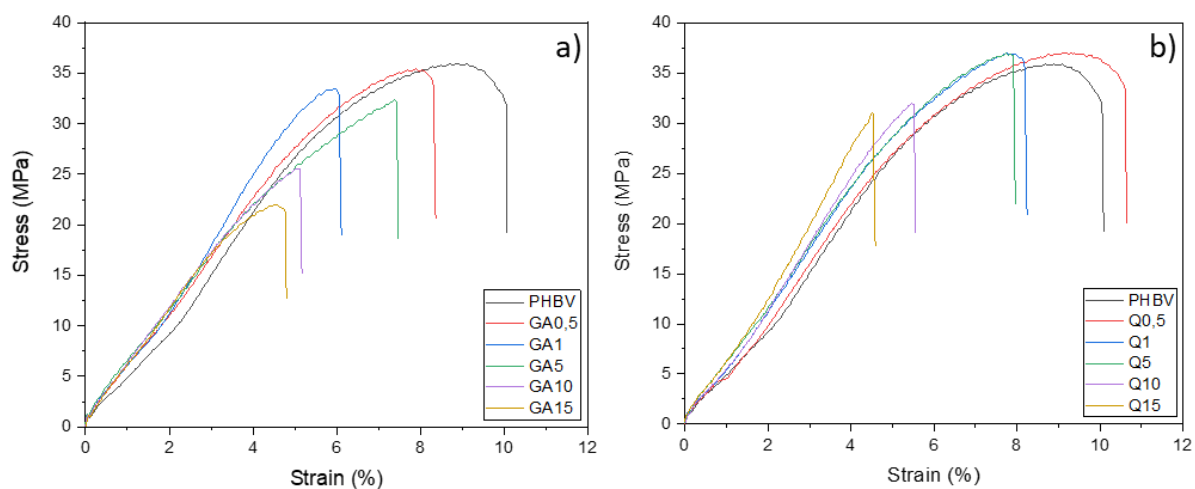 a)
40
35
30
25
20
15
10
5
0
Stress (MPa)
PHBV
GA0,5
GA1
GA5
GA10
GA15
0 2 4 6 8 10 12
Strain (%)
b)
40
35
30
25
20
15
10
5
0
Stress (MPa)
PHBV
Q0,5
Q1
Q5
Q10
Q15
0 2 4 6 8 10 12
Strain (%)